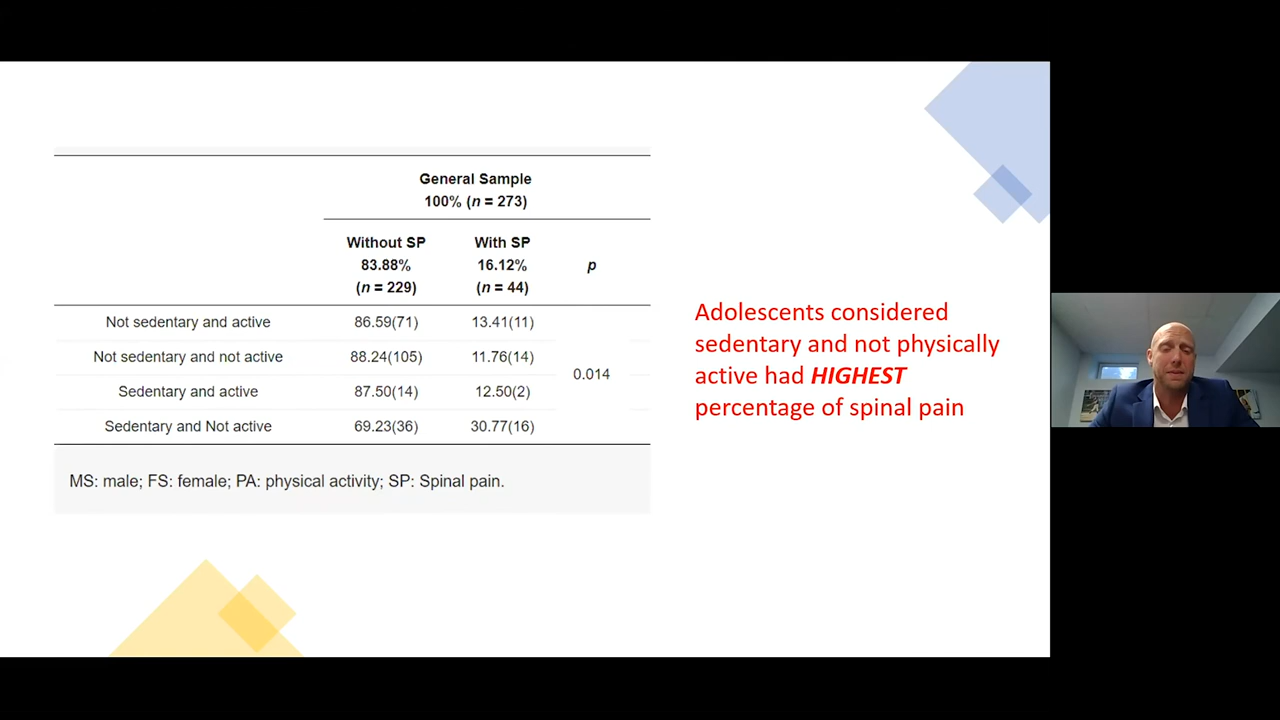 General Sample
100% (n = 273)
Without SP
83.88%
(n = 229)
With SP
16.12%
(n = 44)
p
Not sedentary and active 86.59(71) 13.41(11)
Not sedentary and not active 88.24(105) 11.76(14)
0.014
Sedentary and active 87.50(14) 12.50(2)
Sedentary and Not active 69.23(36) 30.77(16)
MS: male; FS: female; PA: physical activity; SP: Spinal pain.
Adolescents considered
sedentary and not physically
active had HIGHEST
percentage of spinal pain